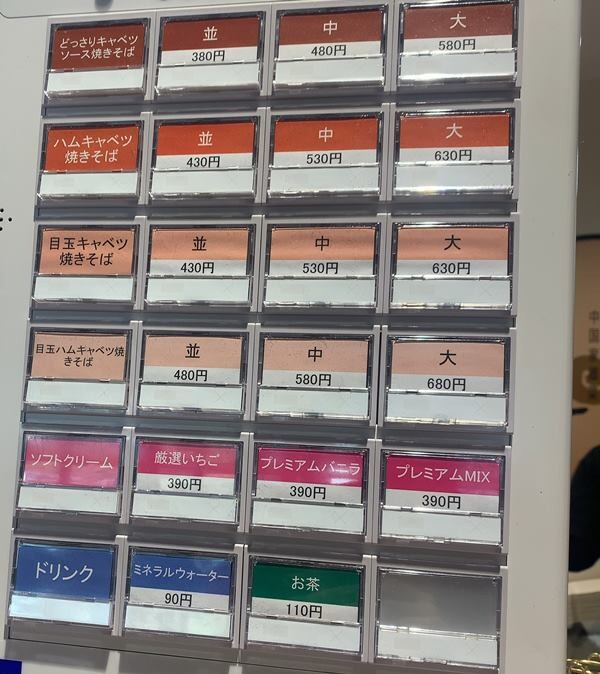 どっさりキャベツ
ソース焼きそば
並
380円
中
480円
大
580円
ハムキャベツ
焼きそば
並
430円
中
530円
大
630円
目玉キャベツ
焼きそば
並
430円
中
530円
大
630円
目玉ハムキャベツ焼
きそば
並
480円
中
580円
大
680円
ソフトクリーム
厳選いちご
390円
プレミアムバニラ
390円
プレミアムMIX
390円
ドリンク
ミネラルウォーター
90円
お茶
110円
中国